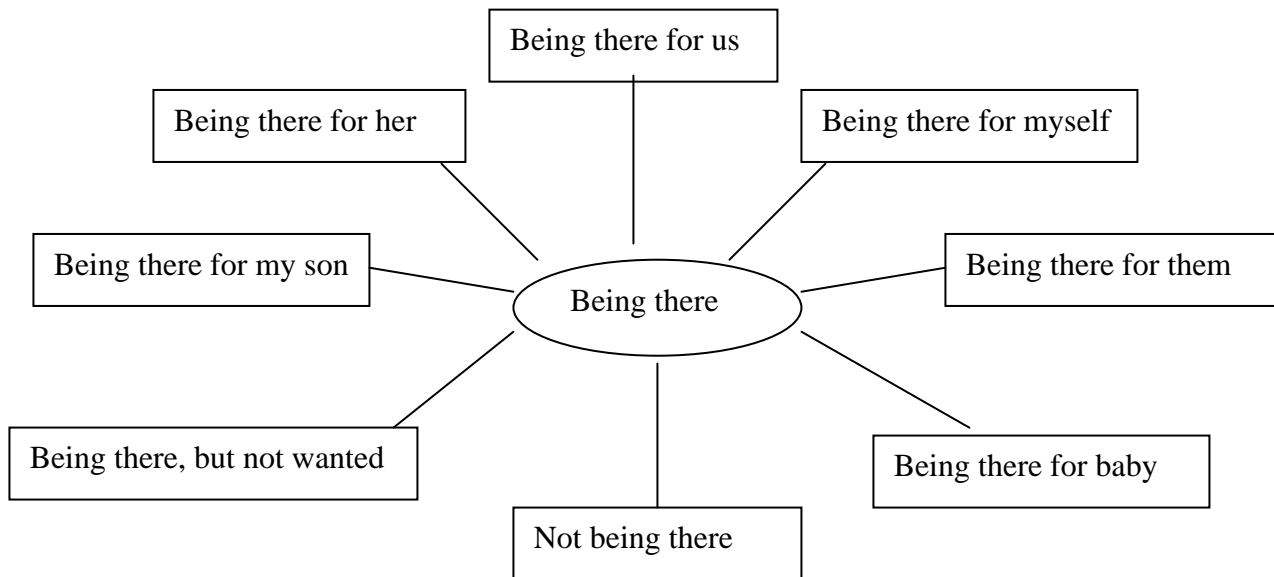 Being there for us
Being there for her
Being there for myself
Being there for my son
Being there for them
Being there
Being there, but not wanted
Being there for baby
Not being there